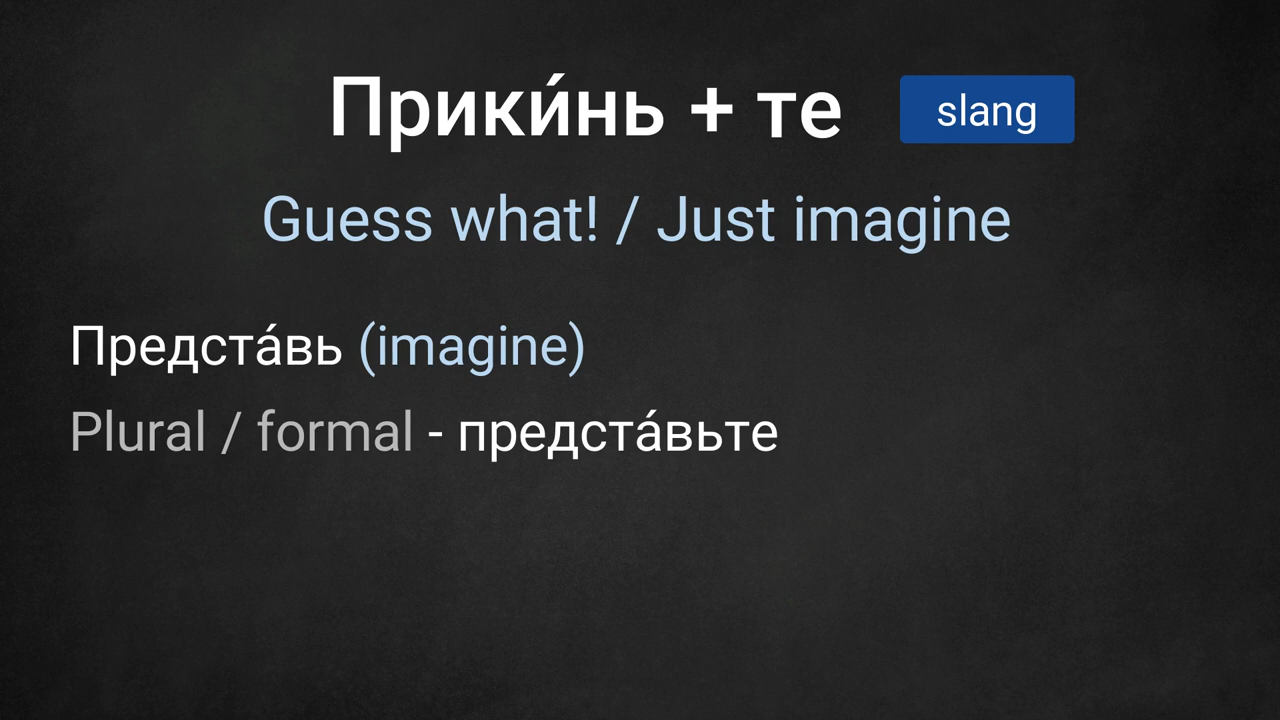 Прики́нь + те slang
Guess what! / Just imagine
Предста́вь (imagine)
Plural / formal - предста́вьте